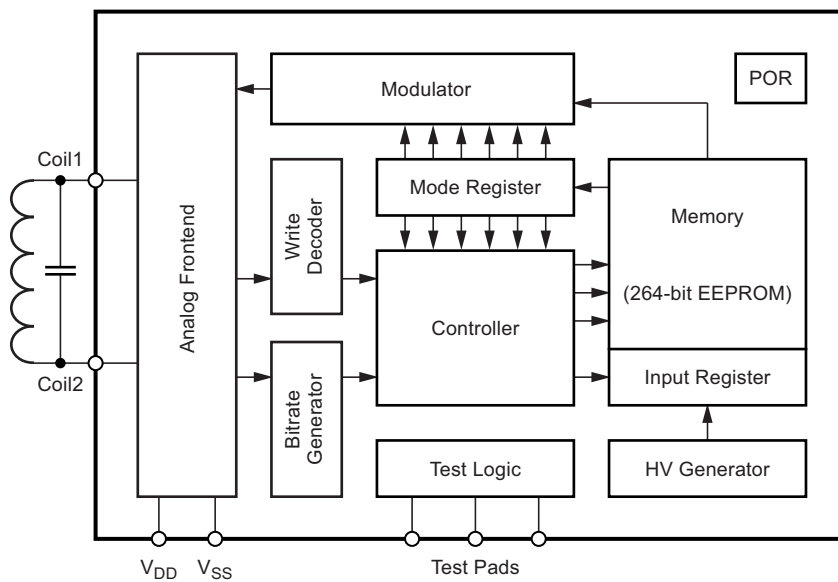 POR
Modulator
Coil1
Mode Register
Memory
(264-bit EEPROM)
Analog Frontend
Write
Decoder
Controller
Coil2
Bitrate
Generator
Input Register
Test Logic
HV Generator
VDD
VSS
Test Pads